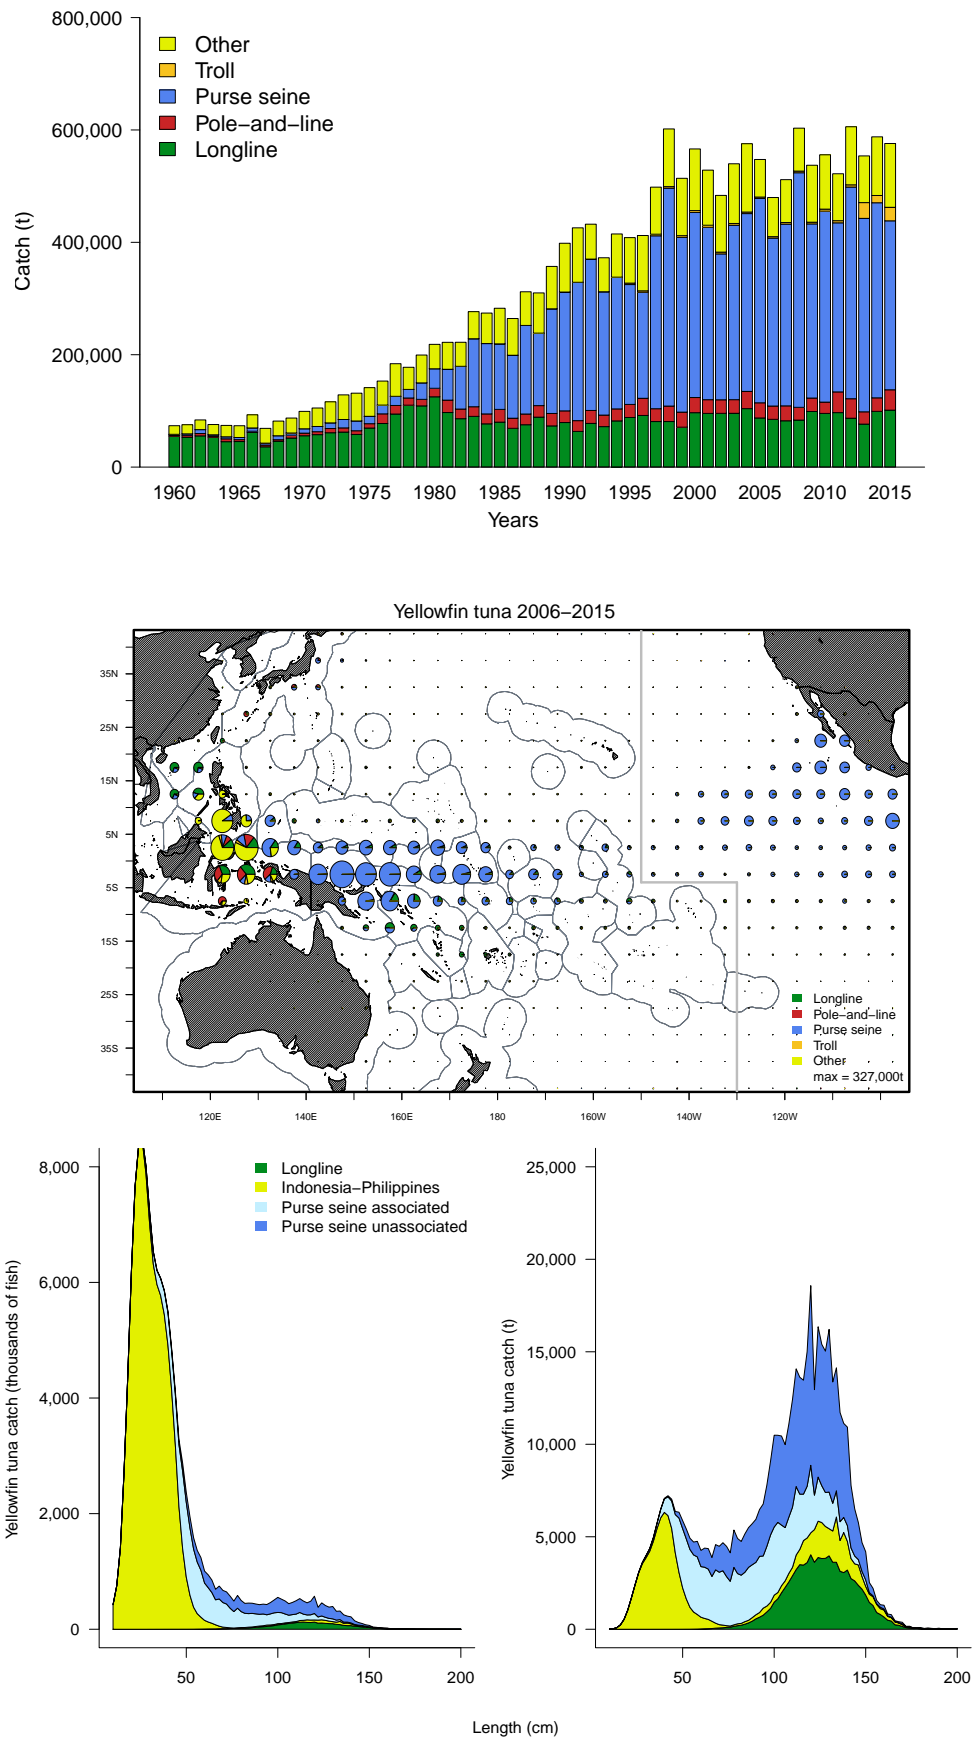 800,000
600,000
400,000
200,000
0
Catch (t)
Other
Troll
Purse seine
Pole−and−line
Longline
1960 1965 1970 1975 1980 1985 1990 1995 2000 2005 2010 2015
Years
Yellowfin tuna 2006−2015
35N
25N
15N
5N
5S
15S
25S
35S
Longline
Pole−and−line
Purse seine
Troll
Other
max = 327,000t
120E 140E 160E 180 160W 140W 120W
8,000
6,000
4,000
2,000
0
Yellowfin tuna catch (thousands of fish)
Longline
Indonesia−Philippines
Purse seine associated
Purse seine unassociated
50 100 150 200
25,000
20,000
15,000
10,000
5,000
0
Yellowfin tuna catch (t)
50 100 150 200
Length (cm)